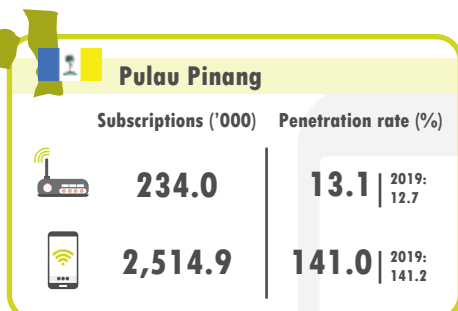 Pulau Pinang
Subscriptions ('000) Penetration rate (%)
234.0 13.1 | 2019: 12.7
2,514.9 141.0 | 2019: 141.2